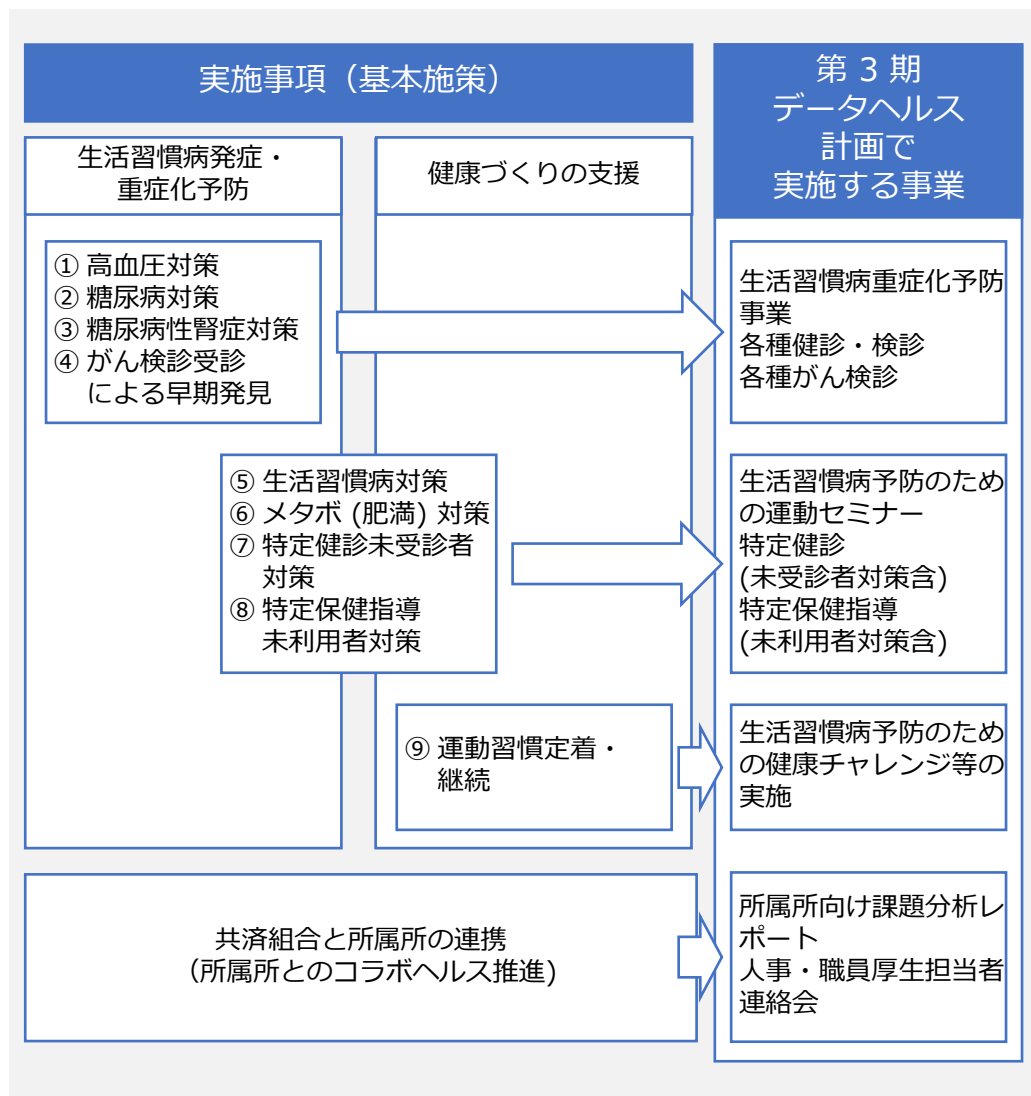 実施事項（基本施策）
第 3 期
データヘルス
計画で
実施する事業
生活習慣病発症・
重症化予防
健康づくりの支援
① 高血圧対策
② 糖尿病対策
③ 糖尿病性腎症対策
④ がん検診受診
による早期発見
生活習慣病重症化予防
事業
各種健診・検診
各種がん検診
⑤ 生活習慣病対策
⑥ メタボ (肥満) 対策
⑦ 特定健診未受診者
対策
⑧ 特定保健指導
未利用者対策
生活習慣病予防のため
の運動セミナー
特定健診
(未受診者対策含)
特定保健指導
(未利用者対策含)
⑨ 運動習慣定着・
継続
生活習慣病予防のため
の健康チャレンジ等の
実施
共済組合と所属所の連携
（所属所とのコラボヘルス推進)
所属所向け課題分析レ
ポート
人事・職員厚生担当者
連絡会